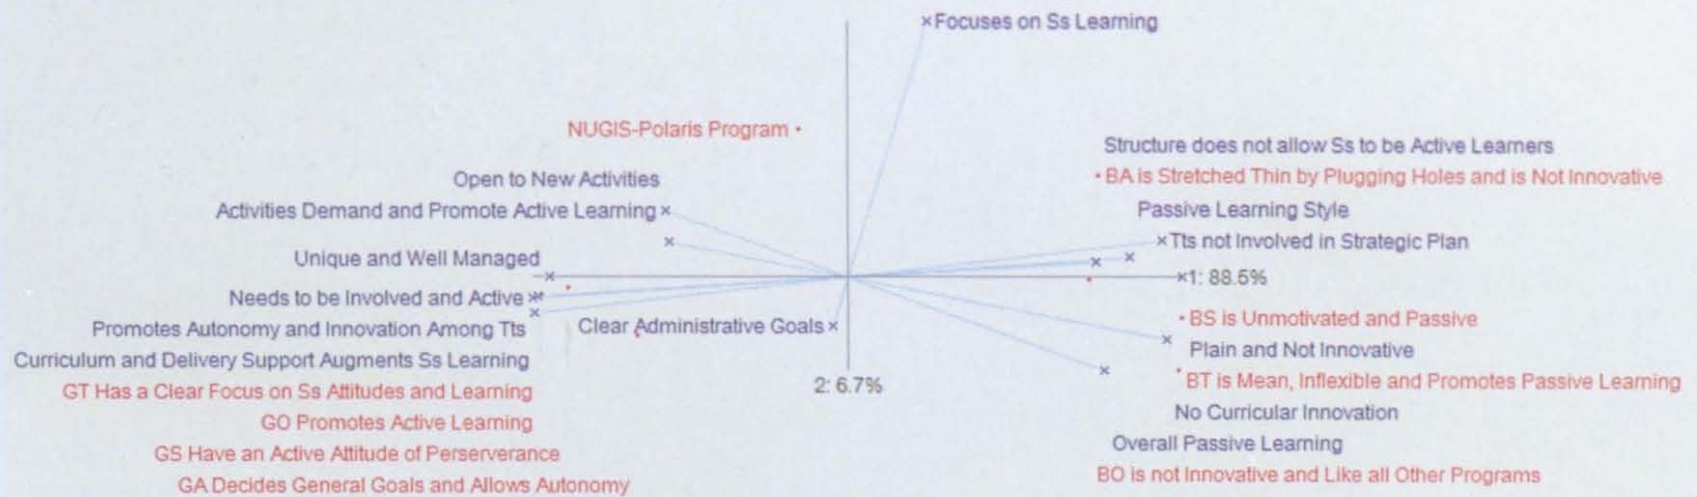 Focuses on Ss Learning
NUGIS-Polaris Program
Structure does not allow Ss to be Active Learners
BA is Stretched Thin by Plugging Holes and is Not Innovative
Open to New Activities
Activities Demand and Promote Active Learning
Passive Learning Style
Tts not Involved in Strategic Plan
Unique and Well Managed
1: 88.5%
Needs to be Involved and Active
Promotes Autonomy and Innovation Among Tts
Clear Administrative Goals
BS is Unmotivated and Passive
Plain and Not Innovative
Curriculum and Delivery Support Augments Ss Learning
2: 6.7%
BT is Mean, Inflexible and Promotes Passive Learning
GT Has a Clear Focus on Ss Attitudes and Learning
No Curricular Innovation
GO Promotes Active Learning
Overall Passive Learning
GS Have an Active Attitude of Perserverance
BO is not Innovative and Like all Other Programs
GA Decides General Goals and Allows Autonomy